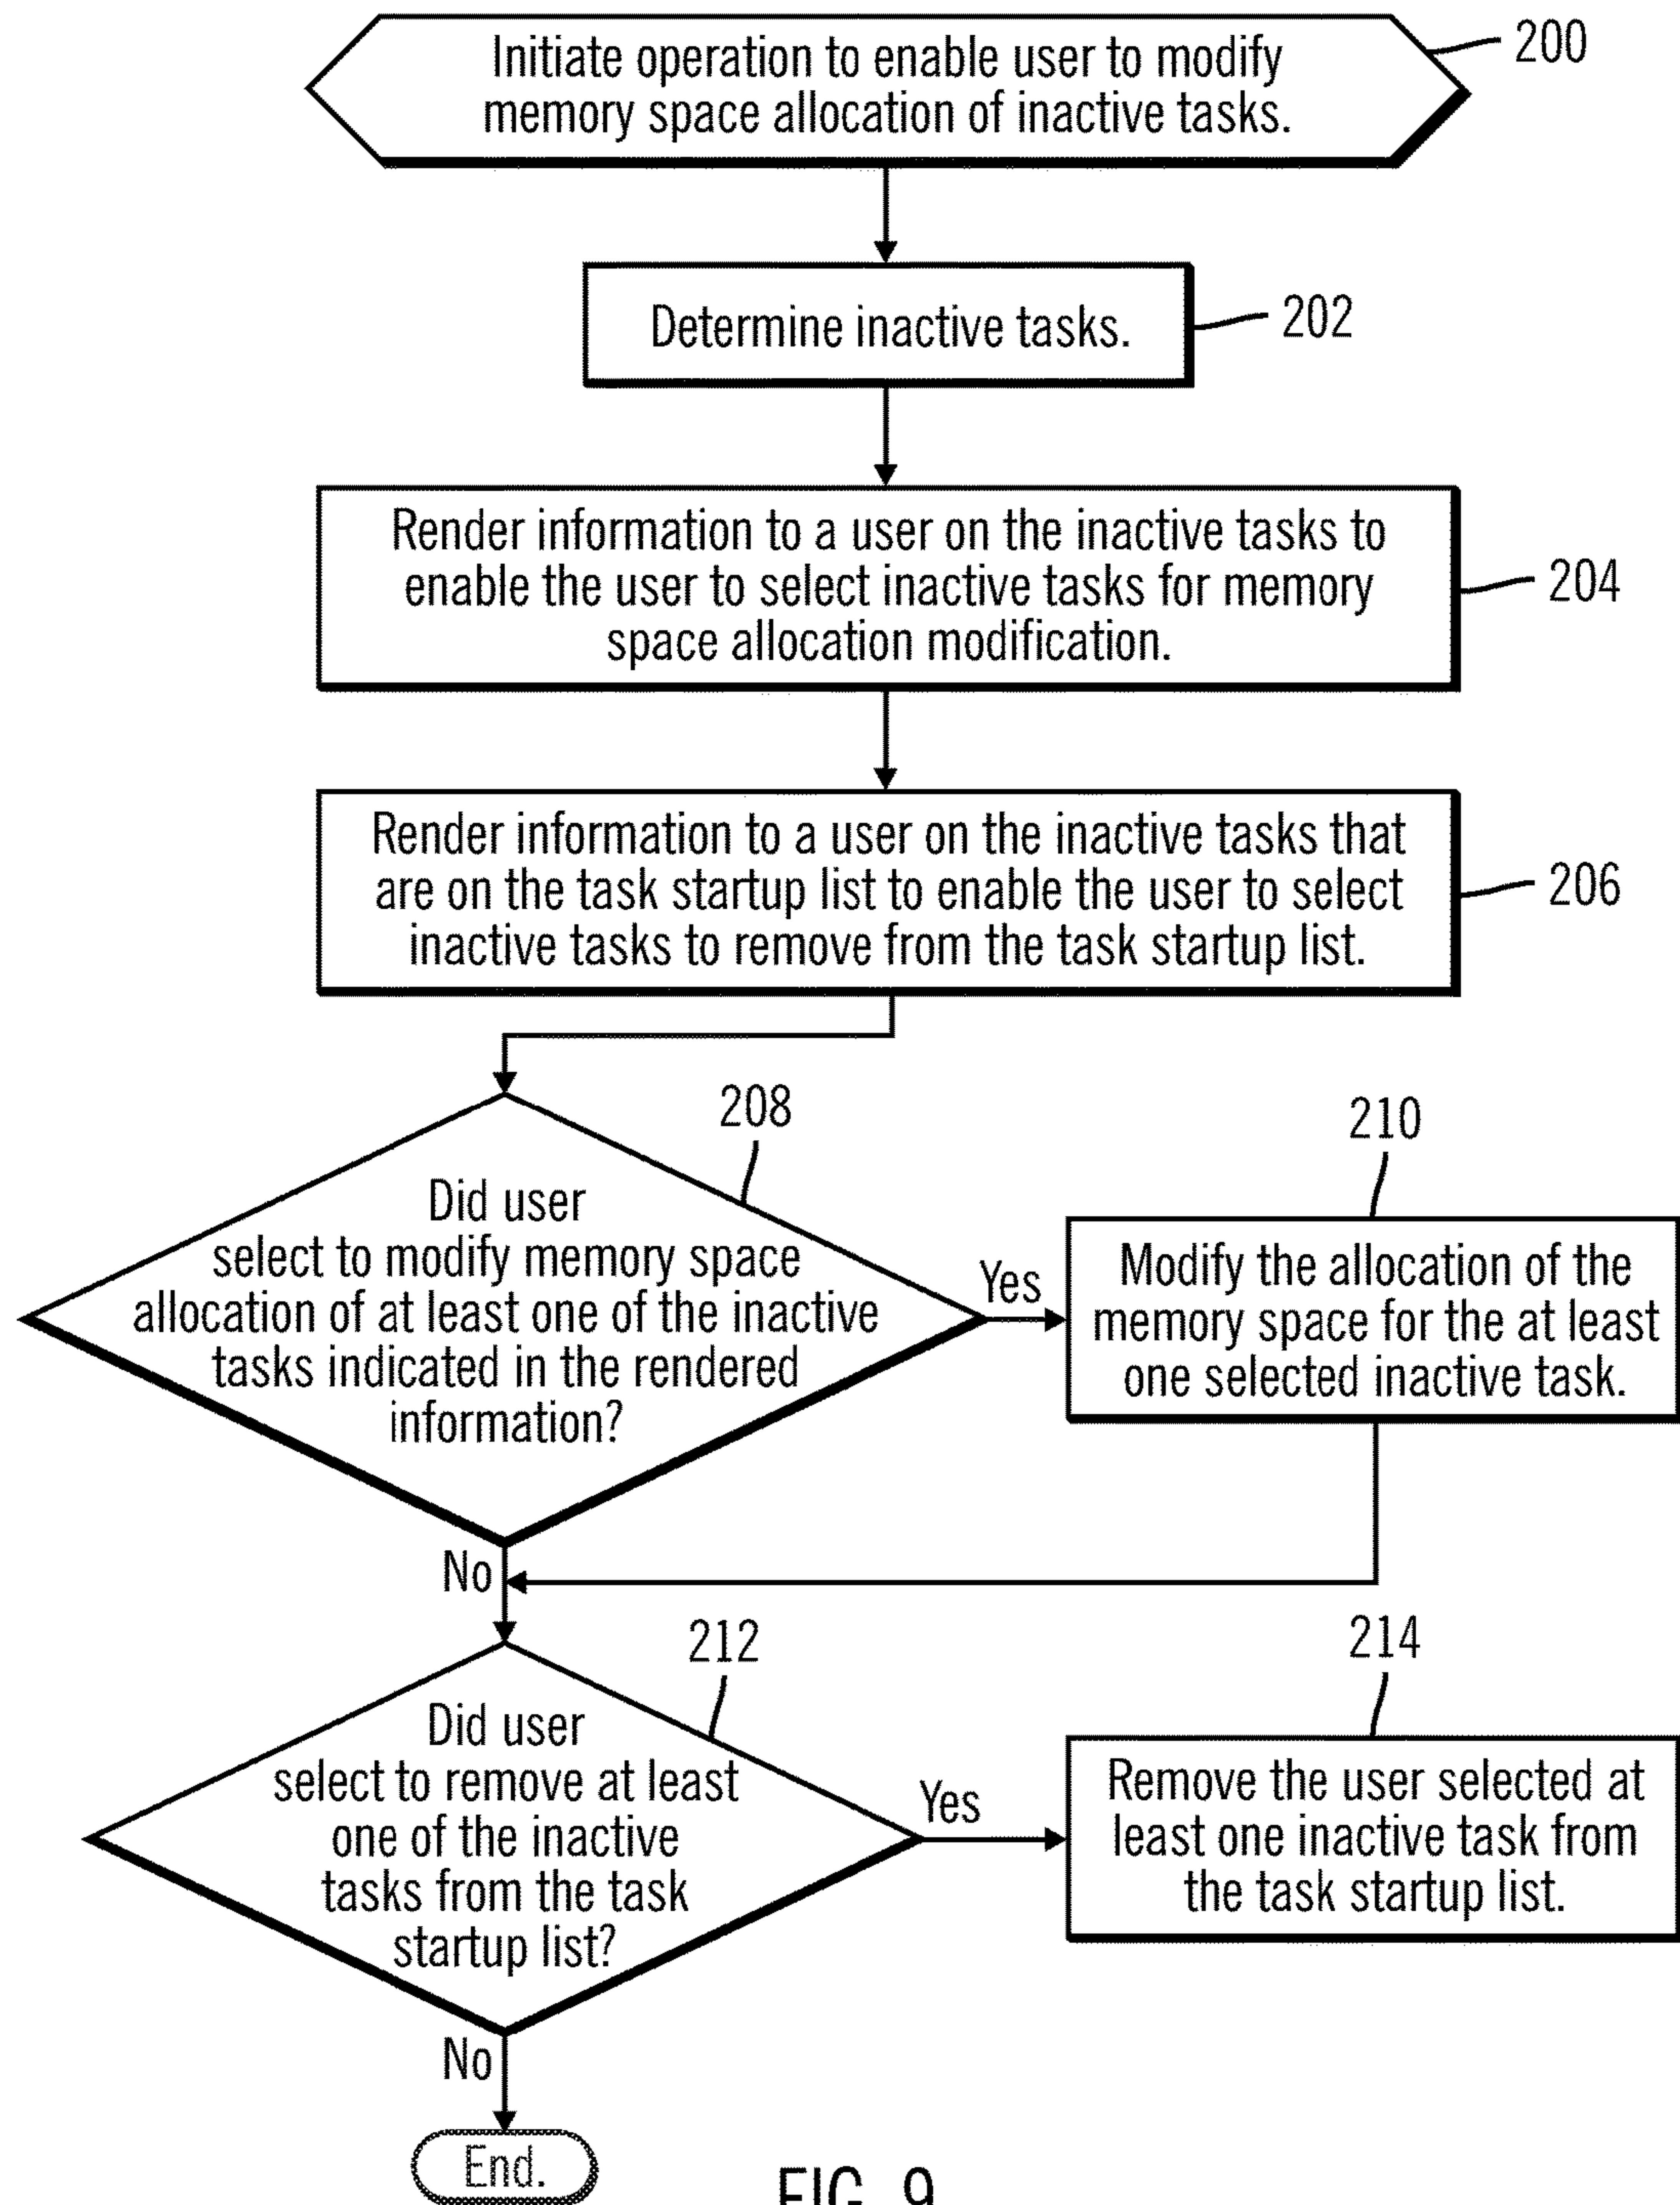 Initiate operation to enable user to modify
memory space allocation of inactive tasks.
200
Determine inactive tasks.
202
Render information to a user on the inactive tasks to
enable the user to select inactive tasks for memory
space allocation modification.
204
Render information to a user on the inactive tasks that
are on the task startup list to enable the user to select
inactive tasks to remove from the task startup list.
206
208
Did user
select to modify memory space
allocation of at least one of the inactive
tasks indicated in the rendered
information?
Yes
210
Modify the allocation of the
memory space for the at least
one selected inactive task.
No
212
Did user
select to remove at least
one of the inactive
tasks from the task
startup list?
Yes
214
Remove the user selected at
least one inactive task from
the task startup list.
No
End.
FIG. 9